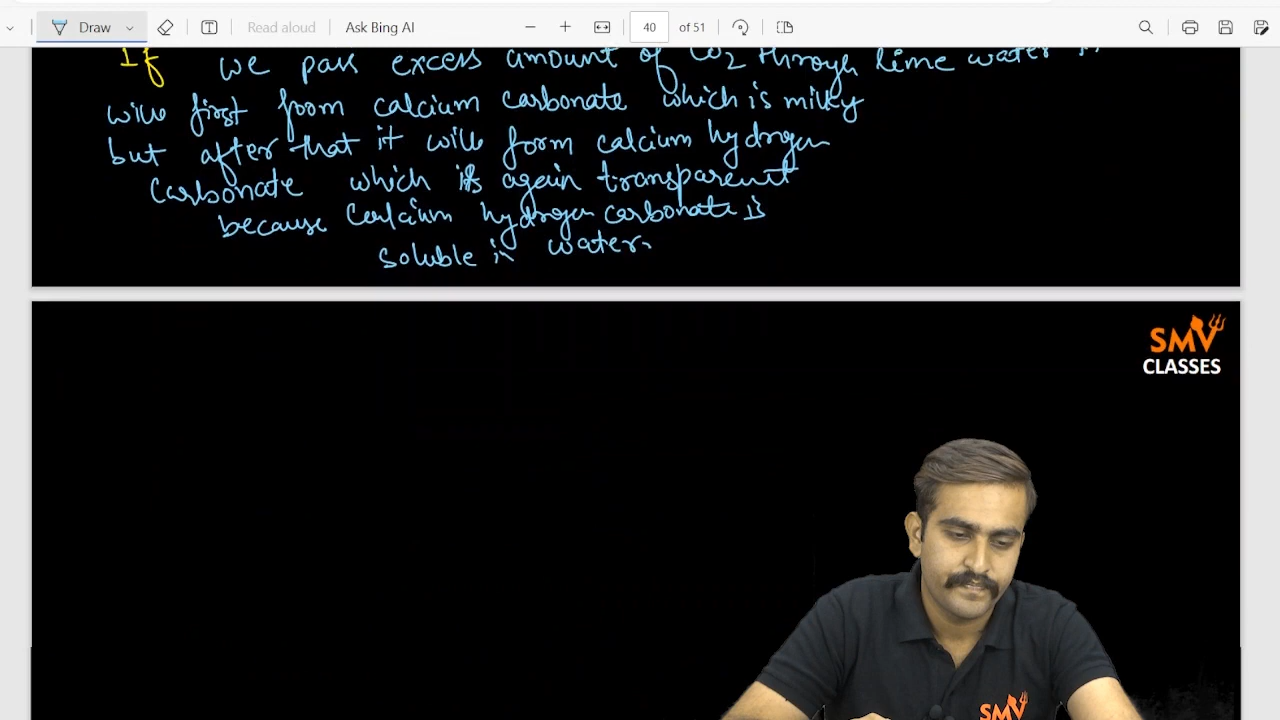 Draw
Read aloud
Ask Bing AI
40 of 51
If we pass excess amount of CO2 through lime water it
will first form calcium carbonate which is milky
but after that it will form calcium hydrogen
carbonate which is again transparent
because Calcium hydrogen carbonate is
soluble in water.
SMV
CLASSES
SMV